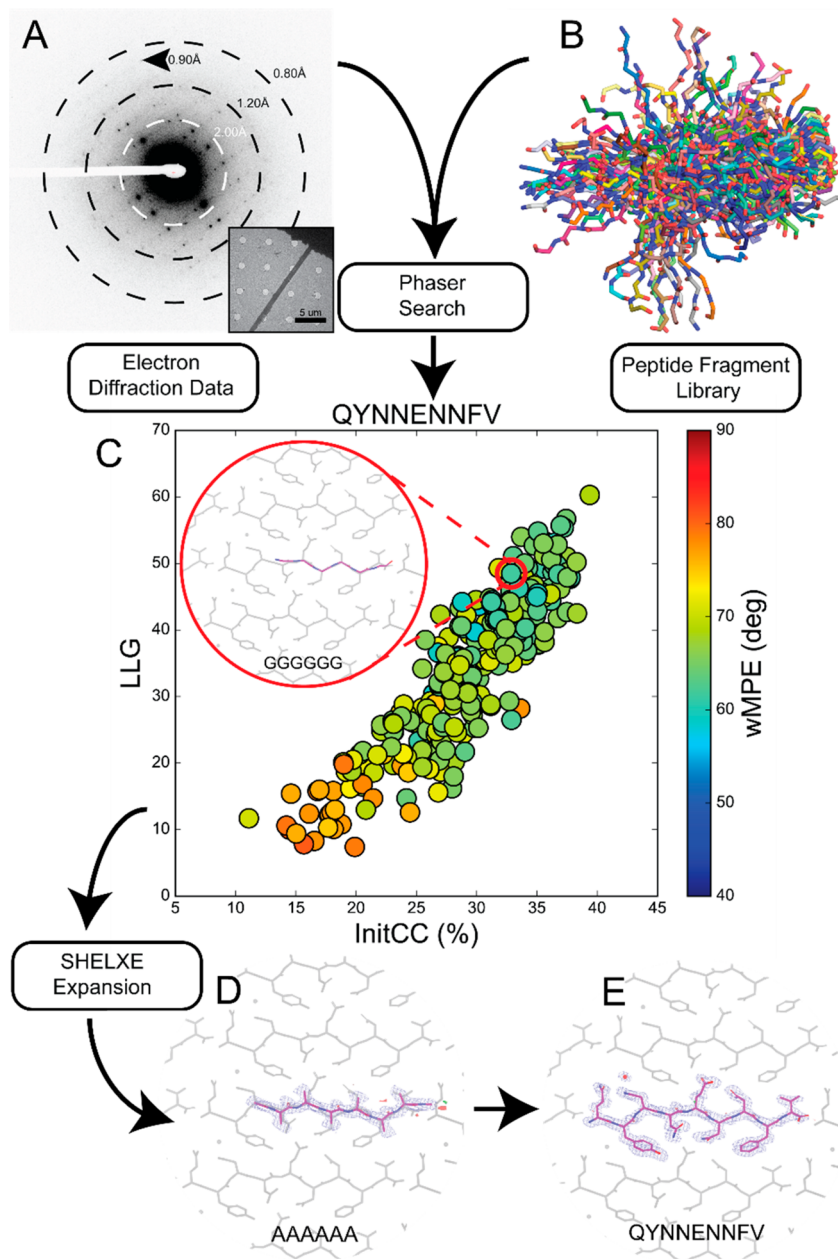 A
B
0.90Å
0.80Å
1.20Å
2.00Å
5 um
Phaser
Search
Electron
Diffraction Data
Peptide Fragment
Library
QYNNENNFV
C
70
60
50
40
30
20
10
0
LLG
GGGGGG
5
10
15
20
25
30
35
40
45
InitCC (%)
90
80
70
60
50
40
wMPE (deg)
SHELXE
Expansion
D
E
AAAAAA
QYNNENNFV